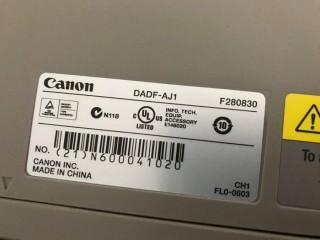 Canon DADF-AJ1 F280830
N118 C UL US LISTED INFO. TECH. EQUIP. ACCESSORY E146020 10
NO. (21)N600041020
CANON INC.
MADE IN CHINA
CH1
FL0-0603
To a